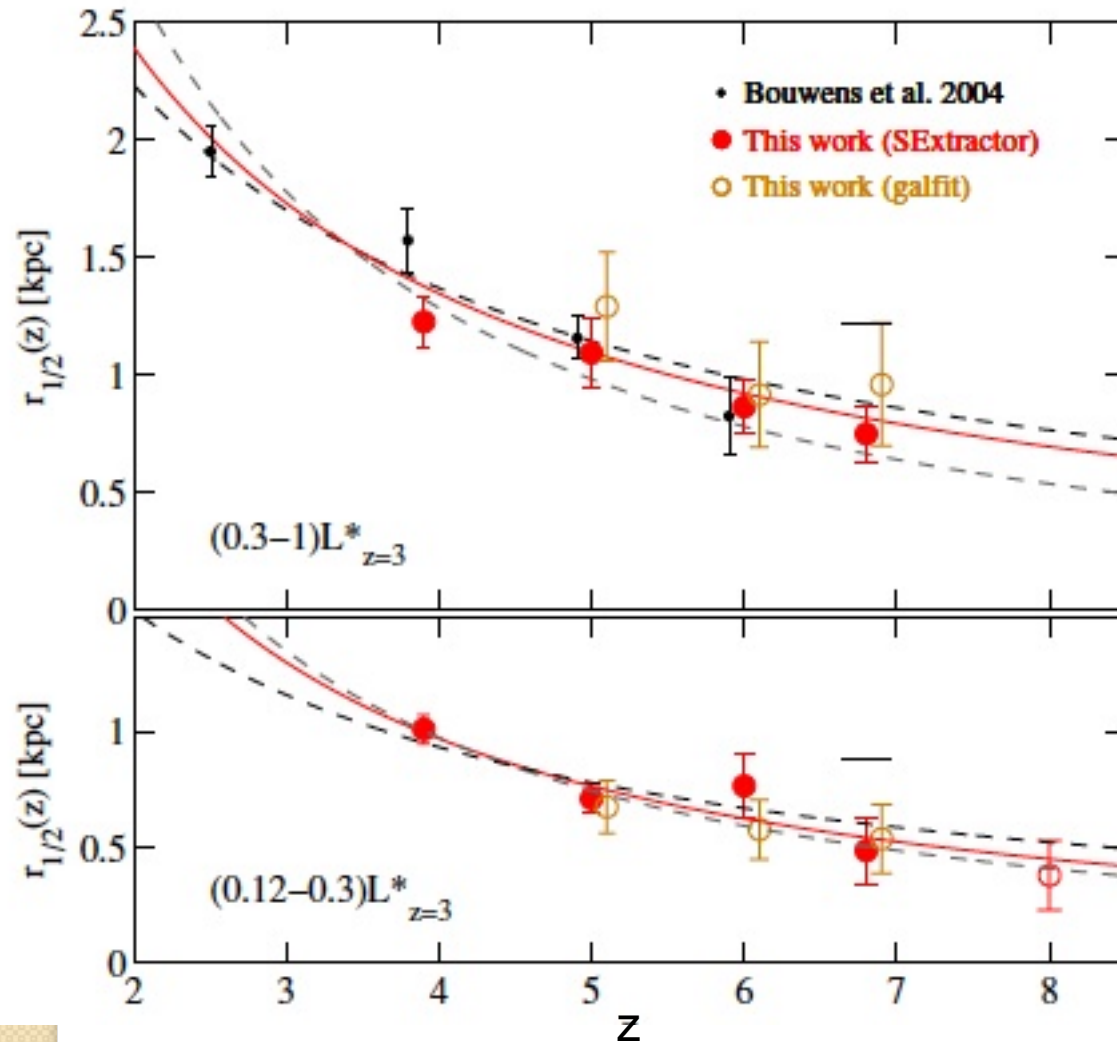 2.5
2
1.5
1
0.5
0
r1/2(z) [kpc]
Bouwens et al. 2004
This work (SExtractor)
This work (galfit)
(0.3−1)L*z=3
1
0.5
0
r1/2(z) [kpc]
(0.12−0.3)L*z=3
2 3 4 5 6 7 8
z